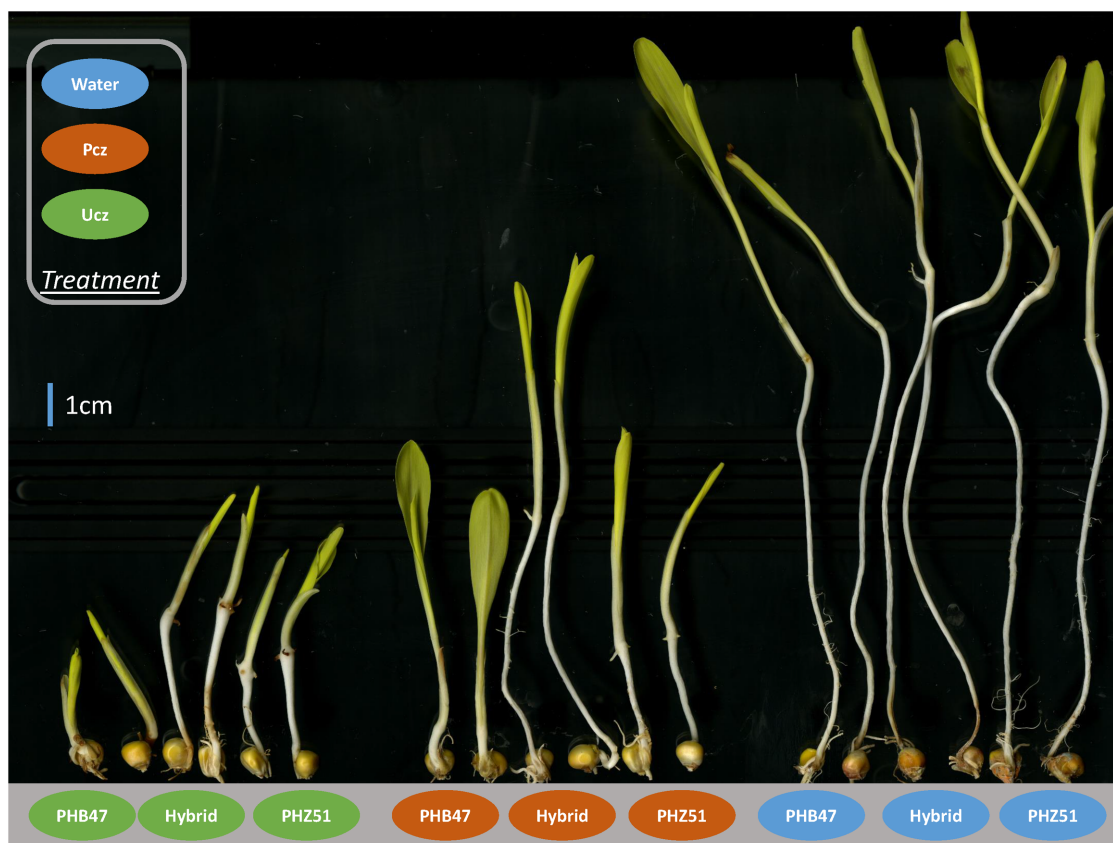 Water
Pcz
Ucz
Treatment
1cm
PHB47 Hybrid PHZ51 PHB47 Hybrid PHZ51 PHB47 Hybrid PHZ51